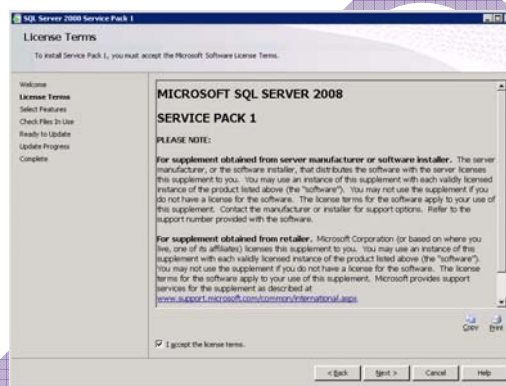 SQL Server 2008 Service Pack 1
License Terms
To install Service Pack 1, you must accept the Microsoft Software License Terms.
Welcome
License Terms
Select Features
Check Files In Use
Ready to Update
Update Progress
Complete
MICROSOFT SQL SERVER 2008
SERVICE PACK 1
PLEASE NOTE:
For supplement obtained from server manufacturer or software installer. The server
manufacturer, or the software installer, that distributes the software with the server licenses
this supplement to you. You may use an instance of this supplement with each validly licensed
instance of the product listed above (the "software"). You may not use the supplement if you
do not have a license for the software. The license terms for the software apply to your use of
this supplement. Contact the manufacturer or installer for support options. Refer to the
support number provided with the software.
For supplement obtained from retailer. Microsoft Corporation (or based on where you
live, one of its affiliates) licenses this supplement to you. You may use an instance of this
supplement with each validly licensed instance of the product listed above (the "software").
You may not use the supplement if you do not have a license for the software. The license
terms for the software apply to your use of this supplement. Microsoft provides support
services for the supplement as described at
www.support.microsoft.com/common/international.aspx.
Copy Print
I accept the license terms.
< Back Next > Cancel Help